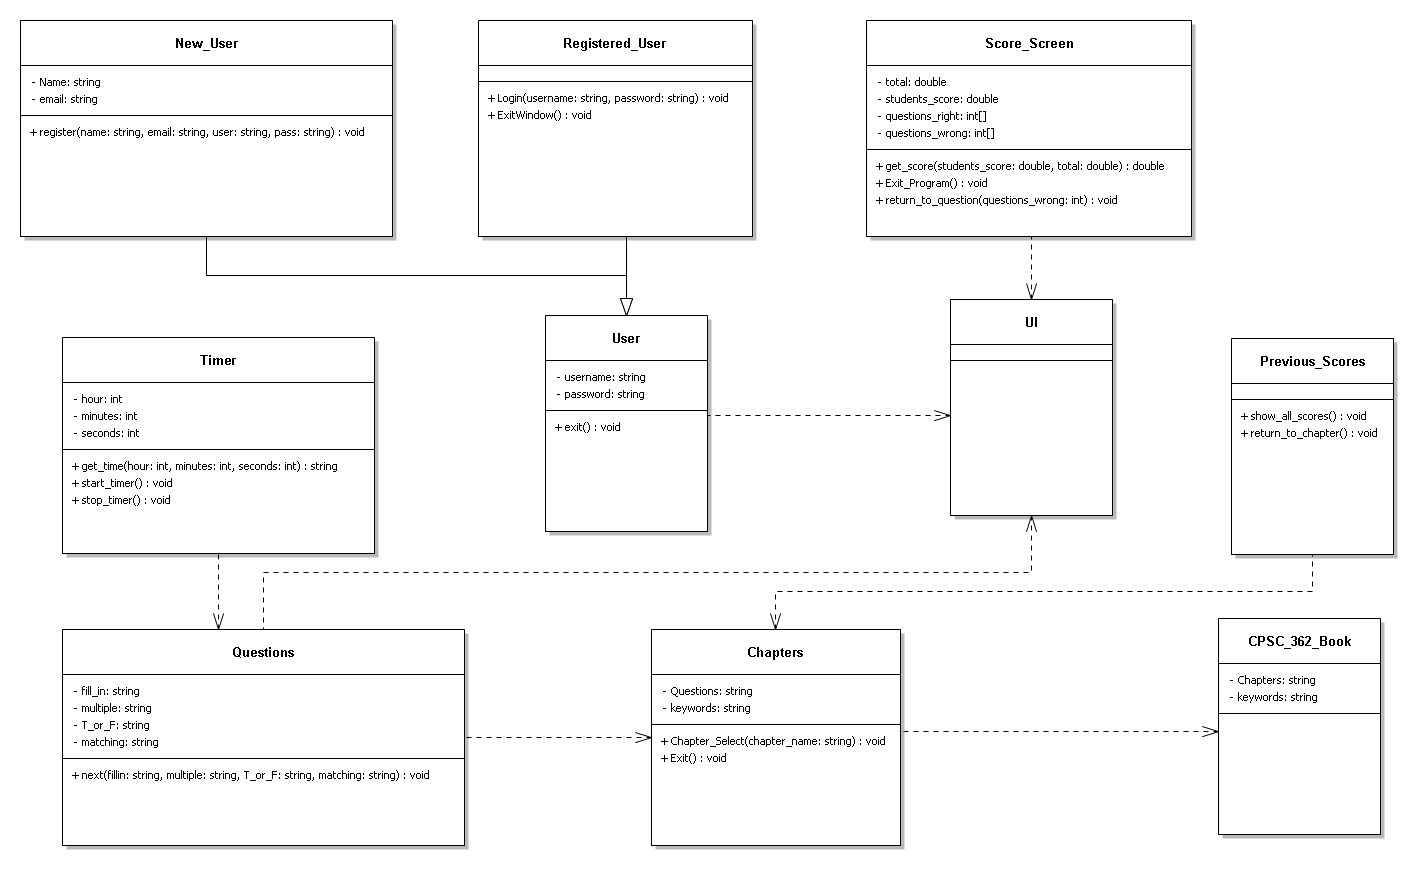 New_User
- Name: string
- email: string
+ register(name: string, email: string, user: string, pass: string) : void
Registered_User
+ Login(username: string, password: string) : void
+ ExitWindow() : void
Score_Screen
- total: double
- students_score: double
- questions_right: int[]
- questions_wrong: int[]
+ get_score(students_score: double, total: double) : double
+ Exit_Program() : void
+ return_to_question(questions_wrong: int) : void
Timer
- hour: int
- minutes: int
- seconds: int
+ get_time(hour: int, minutes: int, seconds: int) : string
+ start_timer() : void
+ stop_timer() : void
User
- username: string
- password: string
+ exit() : void
UI
Previous_Scores
+ show_all_scores() : void
+ return_to_chapter() : void
Questions
- fill_in: string
- multiple: string
- T_or_F: string
- matching: string
+ next(fillin: string, multiple: string, T_or_F: string, matching: string) : void
Chapters
- Questions: string
- keywords: string
+ Chapter_Select(chapter_name: string) : void
+ Exit() : void
CPSC_362_Book
- Chapters: string
- keywords: string